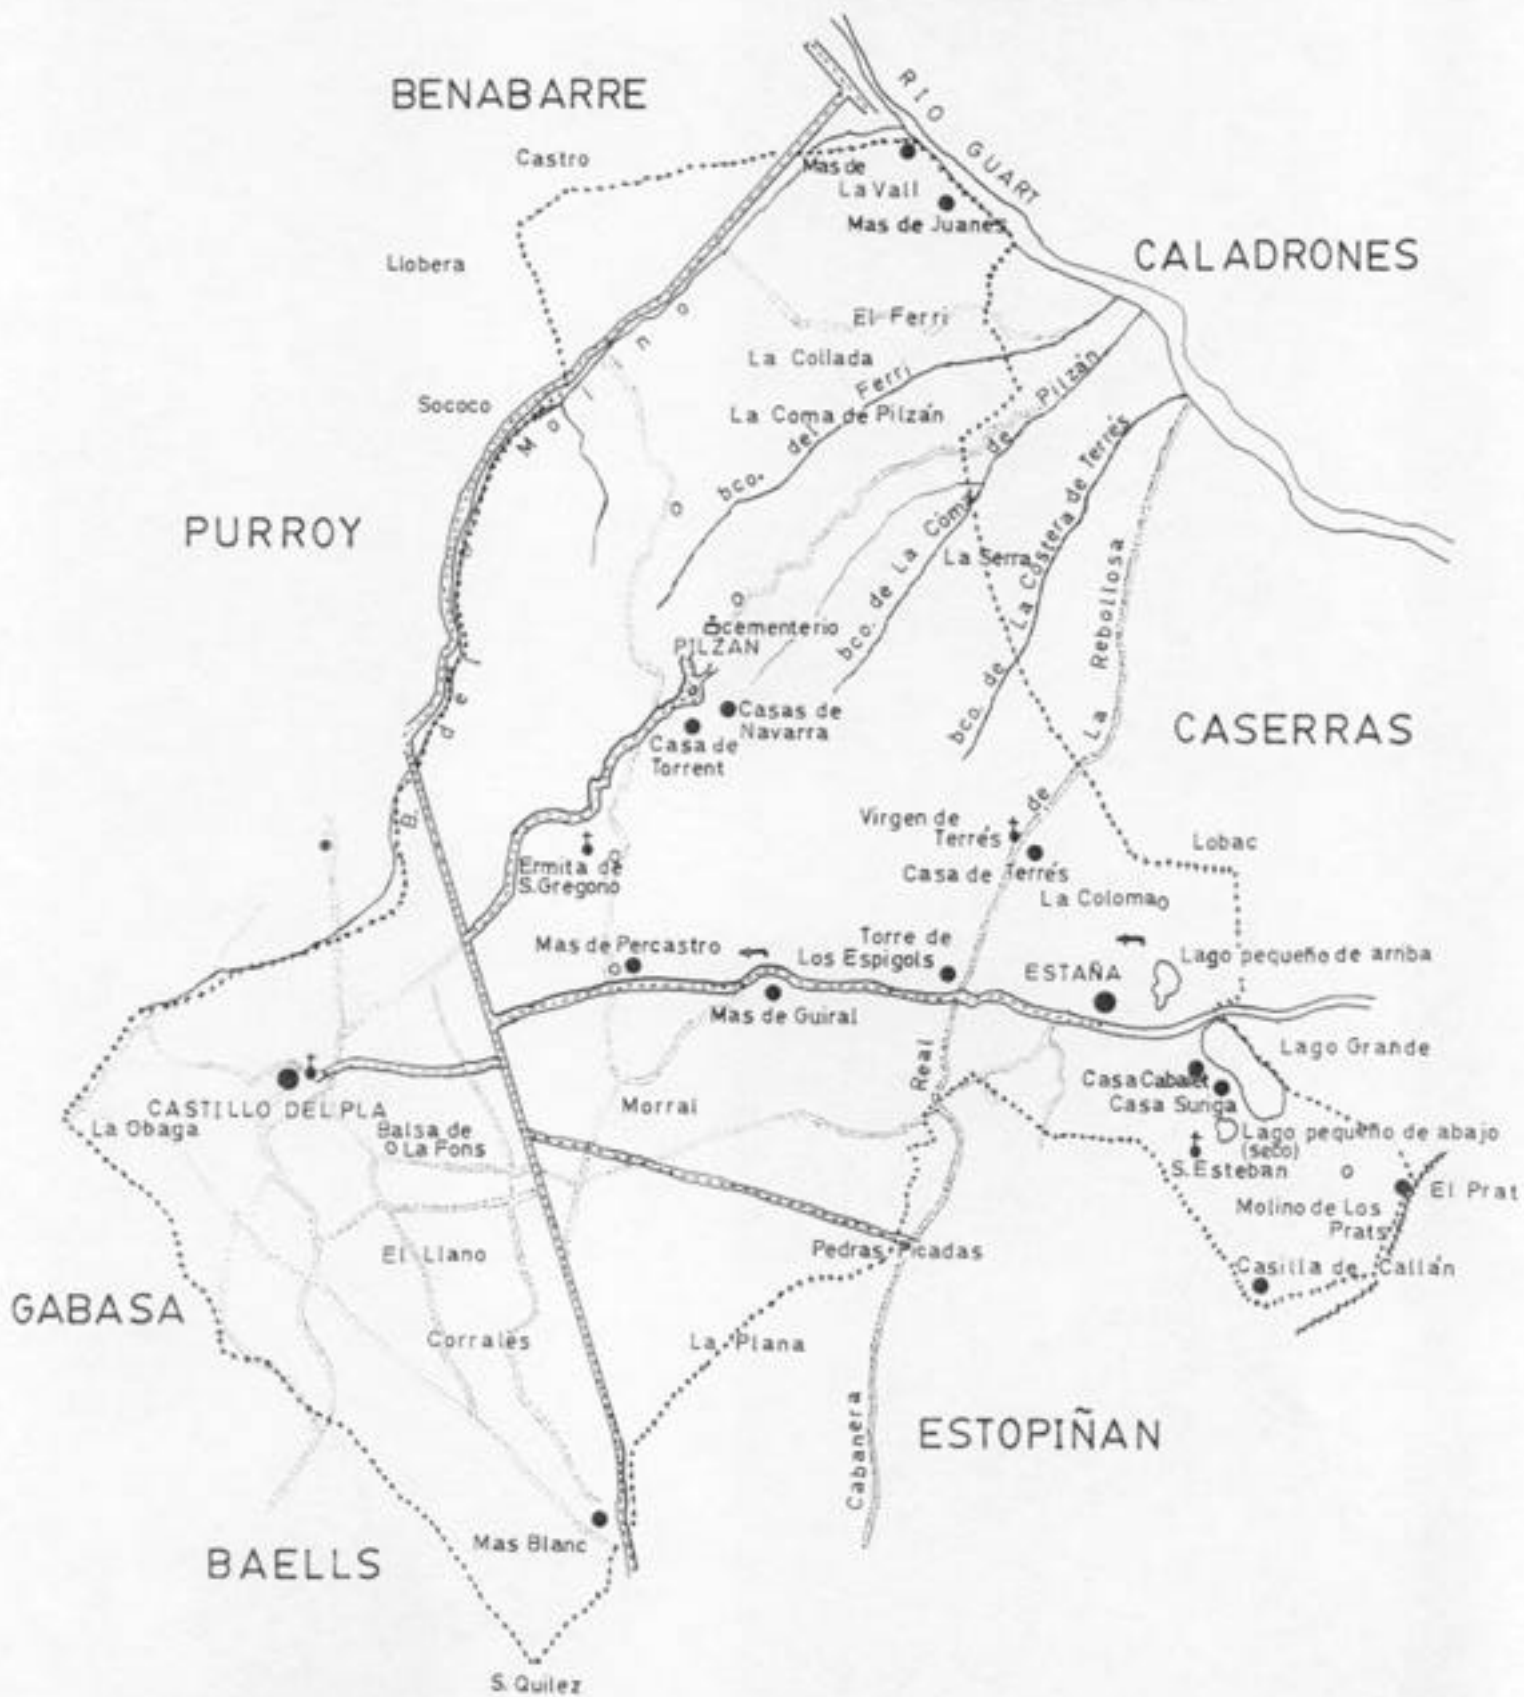 BENABARRE
Castro
RIO GUART
Mas de
La Vall
Mas de Juanes
Llobera
CALADRONES
El Ferri
La Collada
Sococo
La Coma de Pilzán
bco. del Ferri
bco. de La Coma de Pilzán
La Serra
bco. de La Costera de Terrés
PURROY
B. del Molino
cementerio
PILZAN
Casas de
Navarra
Casa de
Torrent
CASERRAS
Cabanera Real de La Rebollosa
Virgen de
Terrés
Lobac
Ermita de
S. Gregorio
Casa de Terrés
La Coloma
Mas de Percastro
Torre de
Los Espigols
ESTAÑA
Lago pequeño de arriba
Mas de Guiral
Lago Grande
Casa Cabalet
Casa Suriga
CASTILLO DEL PLA
La Obaga
Morral
Balsa de
La Fons
Lago pequeño de abajo
(seco)
S. Esteban
El Prat
Molino de Los
Prats
El Llano
Pedras Picadas
Casilla de Callán
GABASA
Corrales
La Plana
ESTOPIÑAN
BAELLS
Mas Blanc
S. Quilez